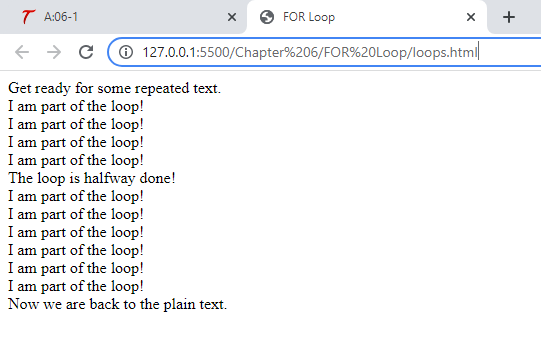 A:06-1
FOR Loop
127.0.0.1:5500/Chapter%206/FOR%20Loop/loops.html
Get ready for some repeated text.
I am part of the loop!
I am part of the loop!
I am part of the loop!
I am part of the loop!
The loop is halfway done!
I am part of the loop!
I am part of the loop!
I am part of the loop!
I am part of the loop!
I am part of the loop!
I am part of the loop!
Now we are back to the plain text.